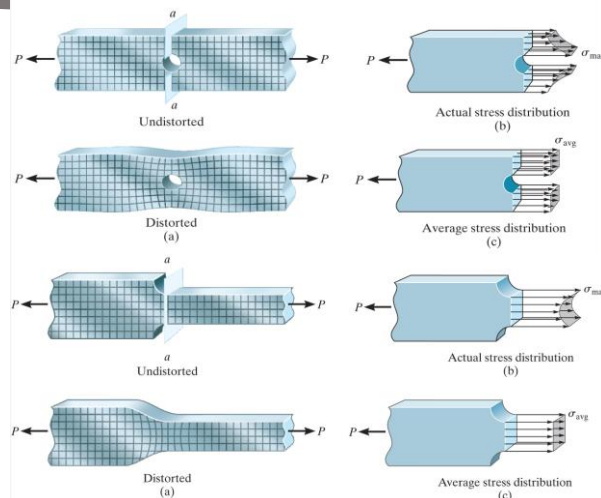 a
P
P
a
Undistorted
P
σma
Actual stress distribution
(b)
P
P
Distorted
(a)
σavg
P
Average stress distribution
(c)
a
P
P
a
Undistorted
P
σma
Actual stress distribution
(b)
P
P
Distorted
(a)
σavg
P
Average stress distribution
(c)